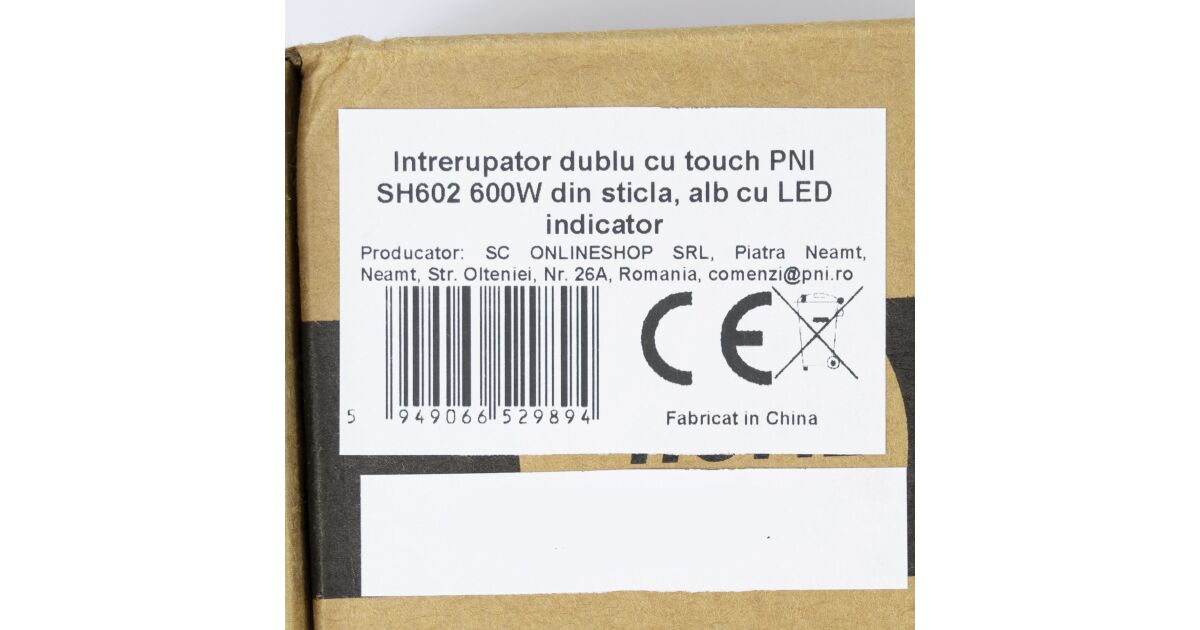 Intrerupator dublu cu touch PNI
SH602 600W din sticla, alb cu LED
indicator
Producator: SC ONLINESHOP SRL, Piatra Neamt,
Neamt, Str. Olteniei, Nr. 26A, Romania, comenzi@pni.ro
CE
5 949066 529894
Fabricat in China